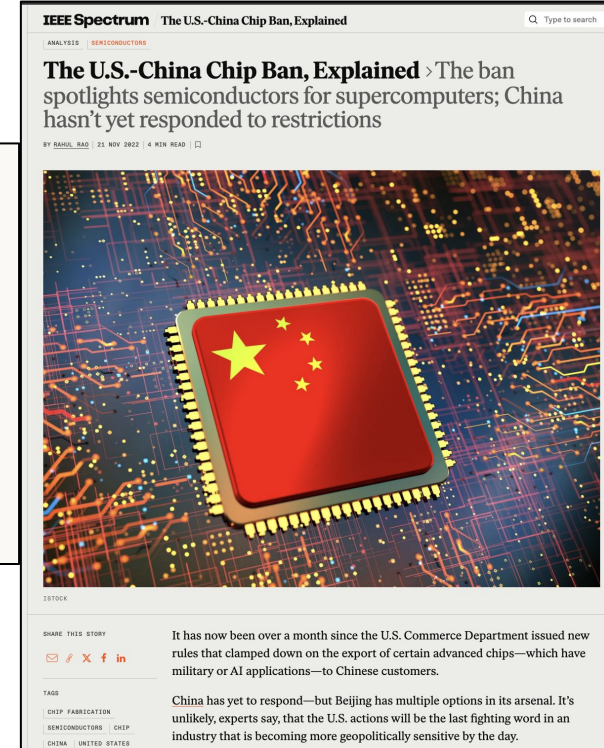 IEEE Spectrum The U.S.-China Chip Ban, Explained
Type to search
ANALYSIS SEMICONDUCTORS
The U.S.-China Chip Ban, Explained > The ban
spotlights semiconductors for supercomputers; China
hasn’t yet responded to restrictions
BY RAHUL RAO | 21 NOV 2022 | 4 MIN READ |
ISTOCK
SHARE THIS STORY
TAGS
CHIP FABRICATION
SEMICONDUCTORS CHIP
CHINA UNITED STATES
It has now been over a month since the U.S. Commerce Department issued new
rules that clamped down on the export of certain advanced chips—which have
military or AI applications—to Chinese customers.
China has yet to respond—but Beijing has multiple options in its arsenal. It’s
unlikely, experts say, that the U.S. actions will be the last fighting word in an
industry that is becoming more geopolitically sensitive by the day.